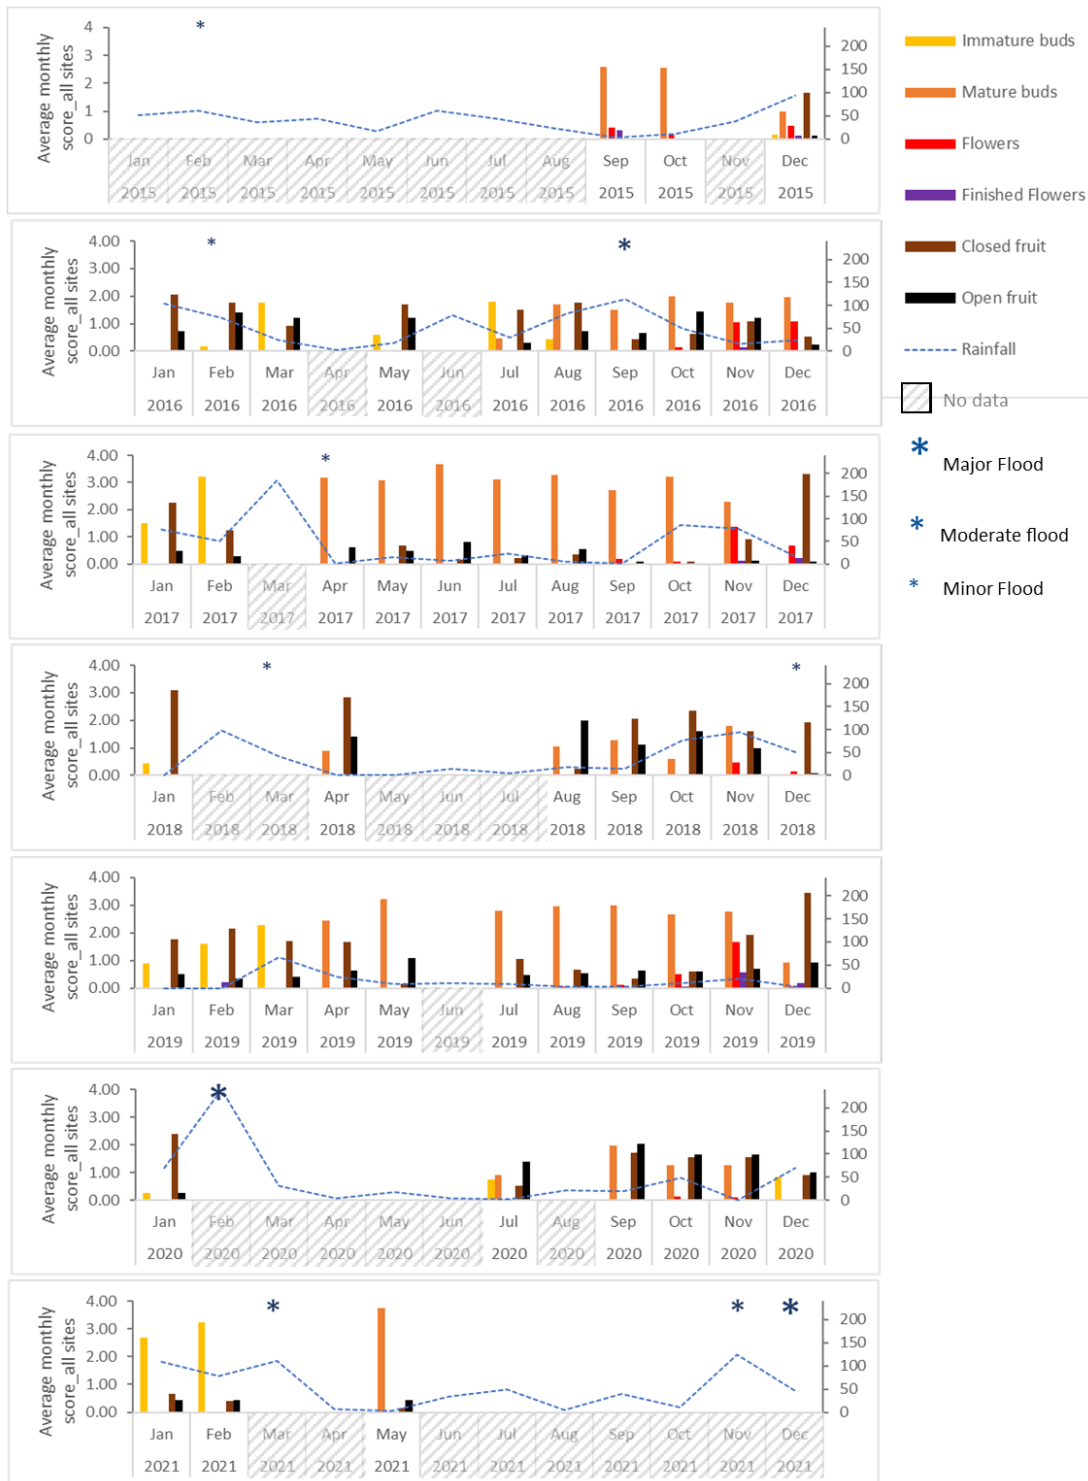 Average monthly
score_all sites
4
3
2
1
0
200
150
100
50
0
Jan Feb Mar Apr May Jun Jul Aug Sep Oct Nov Dec
2015 2015 2015 2015 2015 2015 2015 2015 2015 2015 2015 2015
Immature buds
Mature buds
Flowers
Finished Flowers
Closed fruit
Open fruit
Rainfall
No data
* Major Flood
* Moderate flood
* Minor Flood
Average monthly
score_all sites
4.00
3.00
2.00
1.00
0.00
200
150
100
50
0
Jan Feb Mar Apr May Jun Jul Aug Sep Oct Nov Dec
2016 2016 2016 2016 2016 2016 2016 2016 2016 2016 2016 2016
Average monthly
score_all sites
4.00
3.00
2.00
1.00
0.00
200
150
100
50
0
Jan Feb Mar Apr May Jun Jul Aug Sep Oct Nov Dec
2017 2017 2017 2017 2017 2017 2017 2017 2017 2017 2017 2017
Average monthly
score_all sites
4.00
3.00
2.00
1.00
0.00
200
150
100
50
0
Jan Feb Mar Apr May Jun Jul Aug Sep Oct Nov Dec
2018 2018 2018 2018 2018 2018 2018 2018 2018 2018 2018 2018
Average monthly
score_all sites
4.00
3.00
2.00
1.00
0.00
200
150
100
50
0
Jan Feb Mar Apr May Jun Jul Aug Sep Oct Nov Dec
2019 2019 2019 2019 2019 2019 2019 2019 2019 2019 2019 2019
Average monthly
score_all sites
4.00
3.00
2.00
1.00
0.00
200
150
100
50
0
Jan Feb Mar Apr May Jun Jul Aug Sep Oct Nov Dec
2020 2020 2020 2020 2020 2020 2020 2020 2020 2020 2020 2020
Average monthly
score_all sites
4.00
3.00
2.00
1.00
0.00
200
150
100
50
0
Jan Feb Mar Apr May Jun Jul Aug Sep Oct Nov Dec
2021 2021 2021 2021 2021 2021 2021 2021 2021 2021 2021 2021